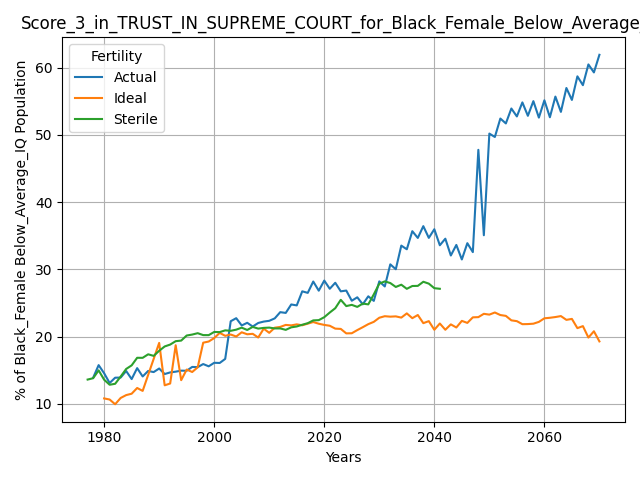 Score_3_in_TRUST_IN_SUPREME_COURT_for_Black_Female_Below_Average_
Fertility
Actual
Ideal
Sterile
% of Black_Female Below_Average_IQ Population
60
50
40
30
20
10
1980
2000
2020
2040
2060
Years